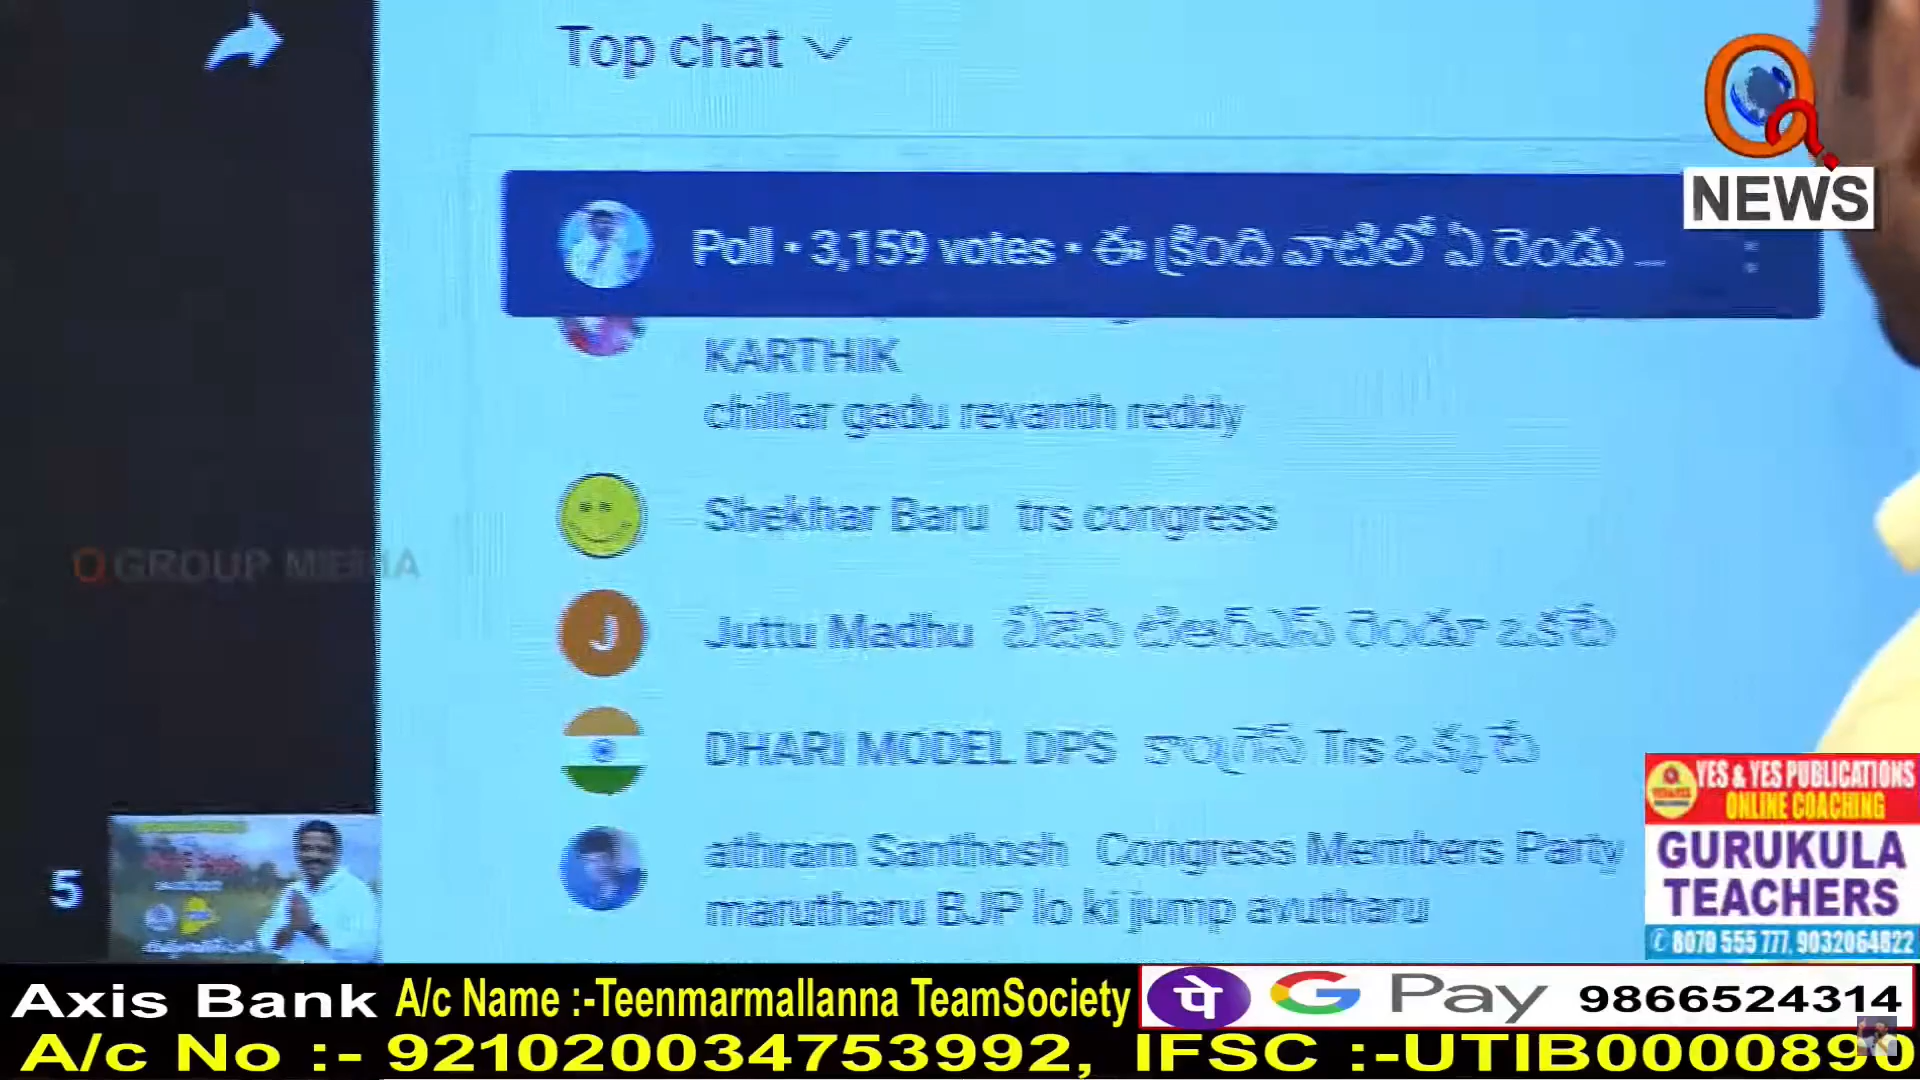 Top chat
NEWS
Poll • 3,159 votes • ఈ క్రింది వాటిలో ఏ రెండు ...
KARTHIK
chillar gadu revanth reddy
Shekhar Baru trs congress
Q GROUP MEDIA
J
Juttu Madhu బీజెపీ టీఆర్ఎస్ రెండూ ఒకటే
DHARI MODEL DPS కాంగ్రెస్ Trs ఒక్కటే
athram Santhosh Congress Members Party
marutharu BJP lo ki jump avutharu
YES & YES PUBLICATIONS
ONLINE COACHING
GURUKULA
TEACHERS
8070 555 777, 9032064822
5
Axis Bank A/c Name :-Teenmarmallanna TeamSociety
पे G Pay 9866524314
A/c No :- 921020034753992, IFSC :-UTIB0000890